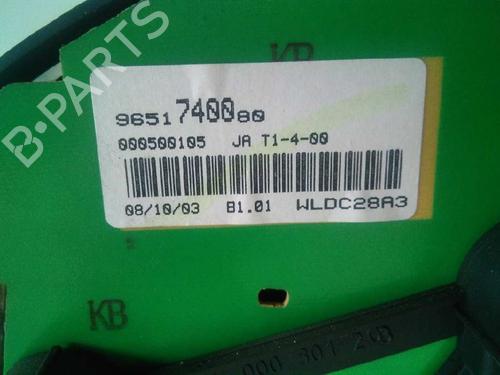 KB
B-PARTS
9651740080
000500105 JA T1-4-00
08/10/03 B1.01 WLDC28A3
KB